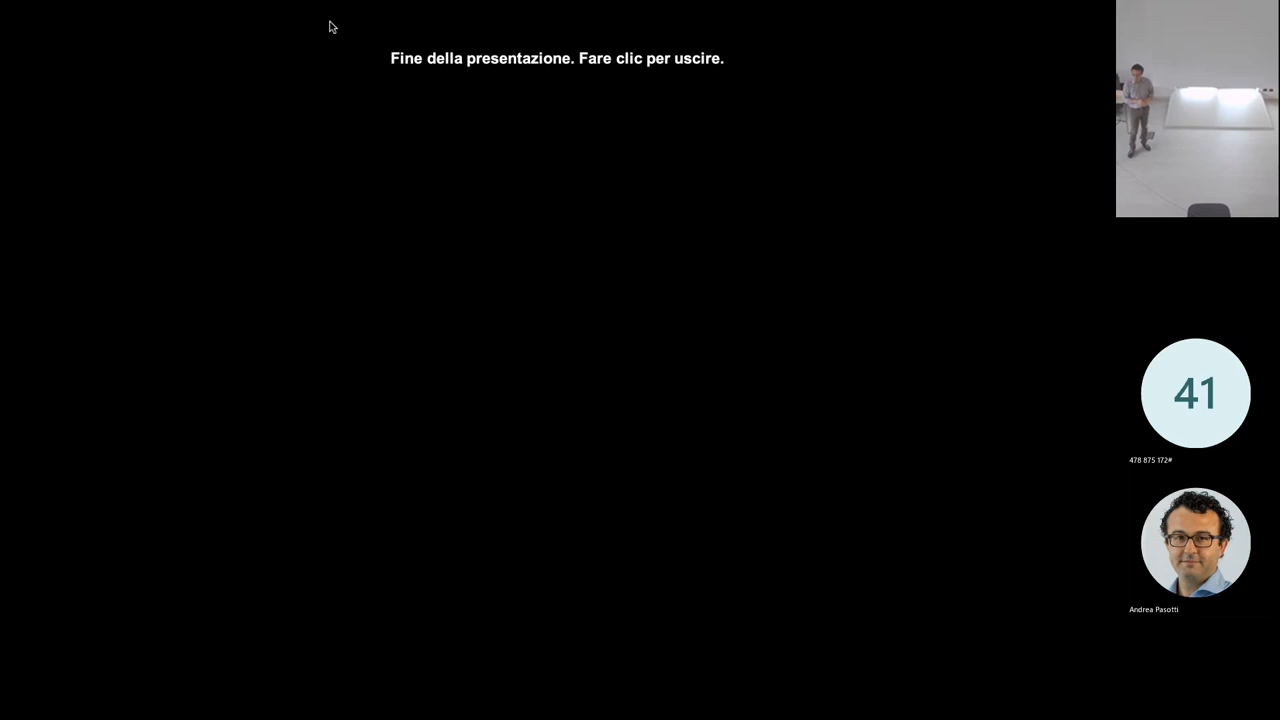 Fine della presentazione. Fare clic per uscire.
41
478 875 172#
Andrea Pasotti